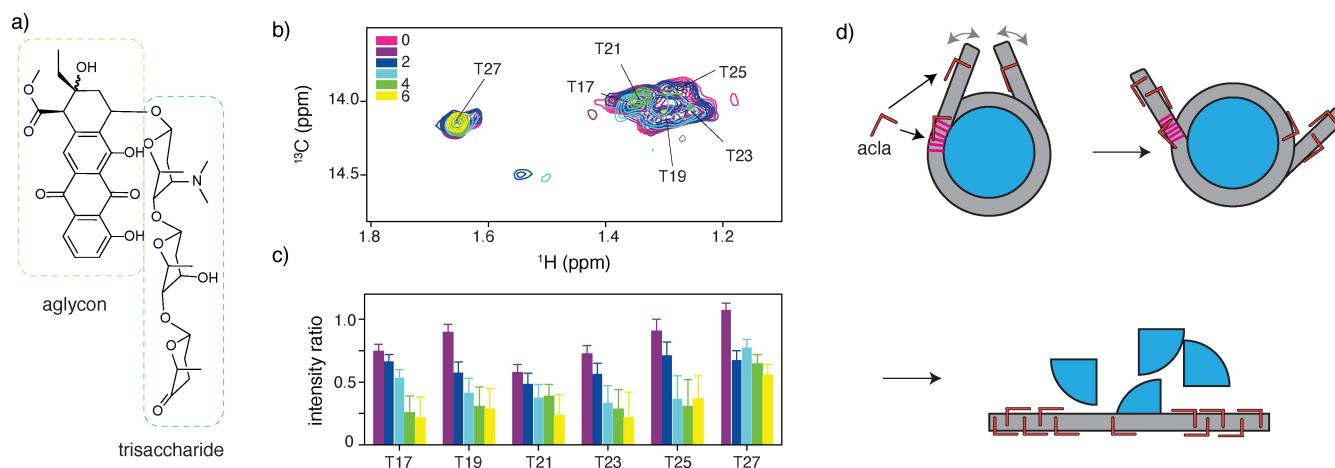 a)
OH
O
O
O
O
OH
O
N
O
O
O
OH
O
OH
O
O
O
aglycon
trisaccharide
b)
0
2
4
6
T27
T21
T17
T25
T23
T19
14.0
14.5
¹³C (ppm)
1.8
1.6
1.4
1.2
¹H (ppm)
c)
intensity ratio
1.0
0.5
0
T17
T19
T21
T23
T25
T27
d)
acla